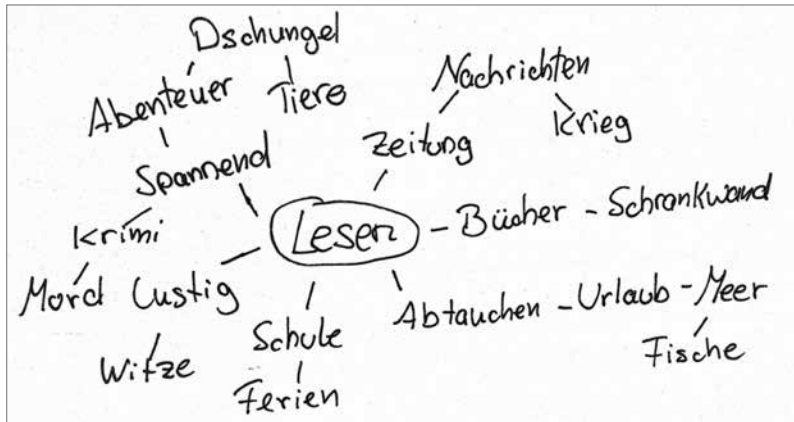 Dschungel
Nachrichten
Abenteuer
Tiere
Krieg
Zeitung
Spannend
Bücher - Schrankwand
Krimi
Lesen
Mord
Lustig
Abtauchen - Urlaub - Meer
Schule
Fische
Witze
Ferien